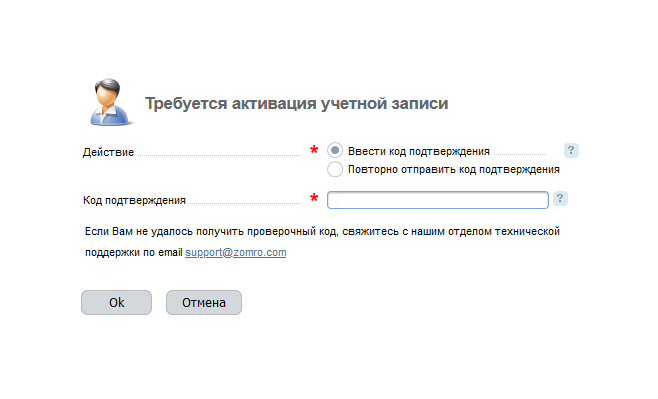 Требуется активация учетной записи
Действие * Ввести код подтверждения ?
Повторно отправить код подтверждения
Код подтверждения * ?
Если Вам не удалось получить проверочный код, свяжитесь с нашим отделом технической
поддержки по email support@zomro.com
Ok Отмена